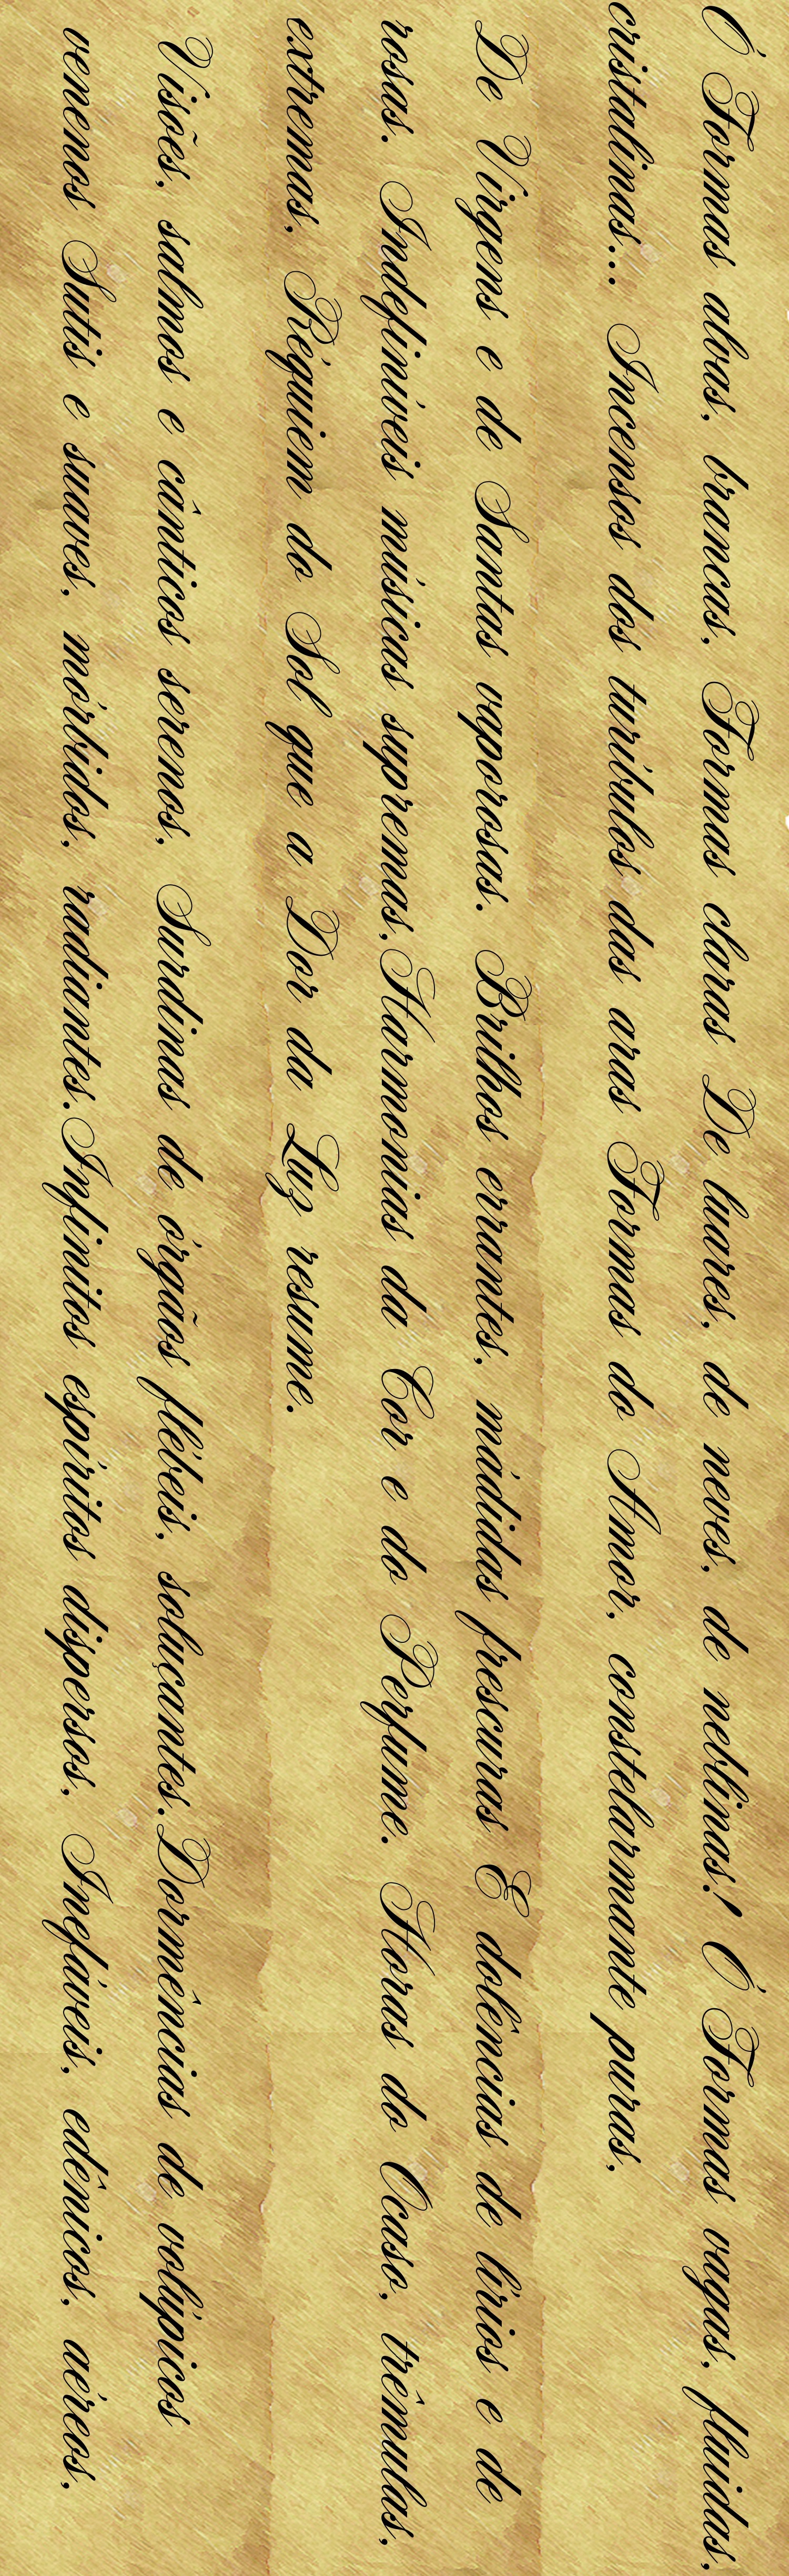 Ó Formas alvas, brancas, Formas claras De luares, de neves, de neblinas! Ó Formas vagas, fluidas,
cristalinas... Incensos dos turíbulos das aras Formas do Amor, constelarmante puras,
De Virgens e de Santas vaporosas. Brilhos errantes, mádidas frescuras E dolências de lírios e de
rosas. Indefiníveis músicas supremas, Harmonias da Cor e do Perfume. Horas do Ocaso, trêmulas,
extremas, Réquiem do Sol que a Dor da Luz resume.
Visões, salmos e cânticos serenos, Surdinas de órgãos flébeis, soluçantes. Dormências de volúpicos
venenos Sutis e suaves, mórbidos, radiantes. Infinitos espíritos dispersos, Inefáveis, edênicos, aéreos,